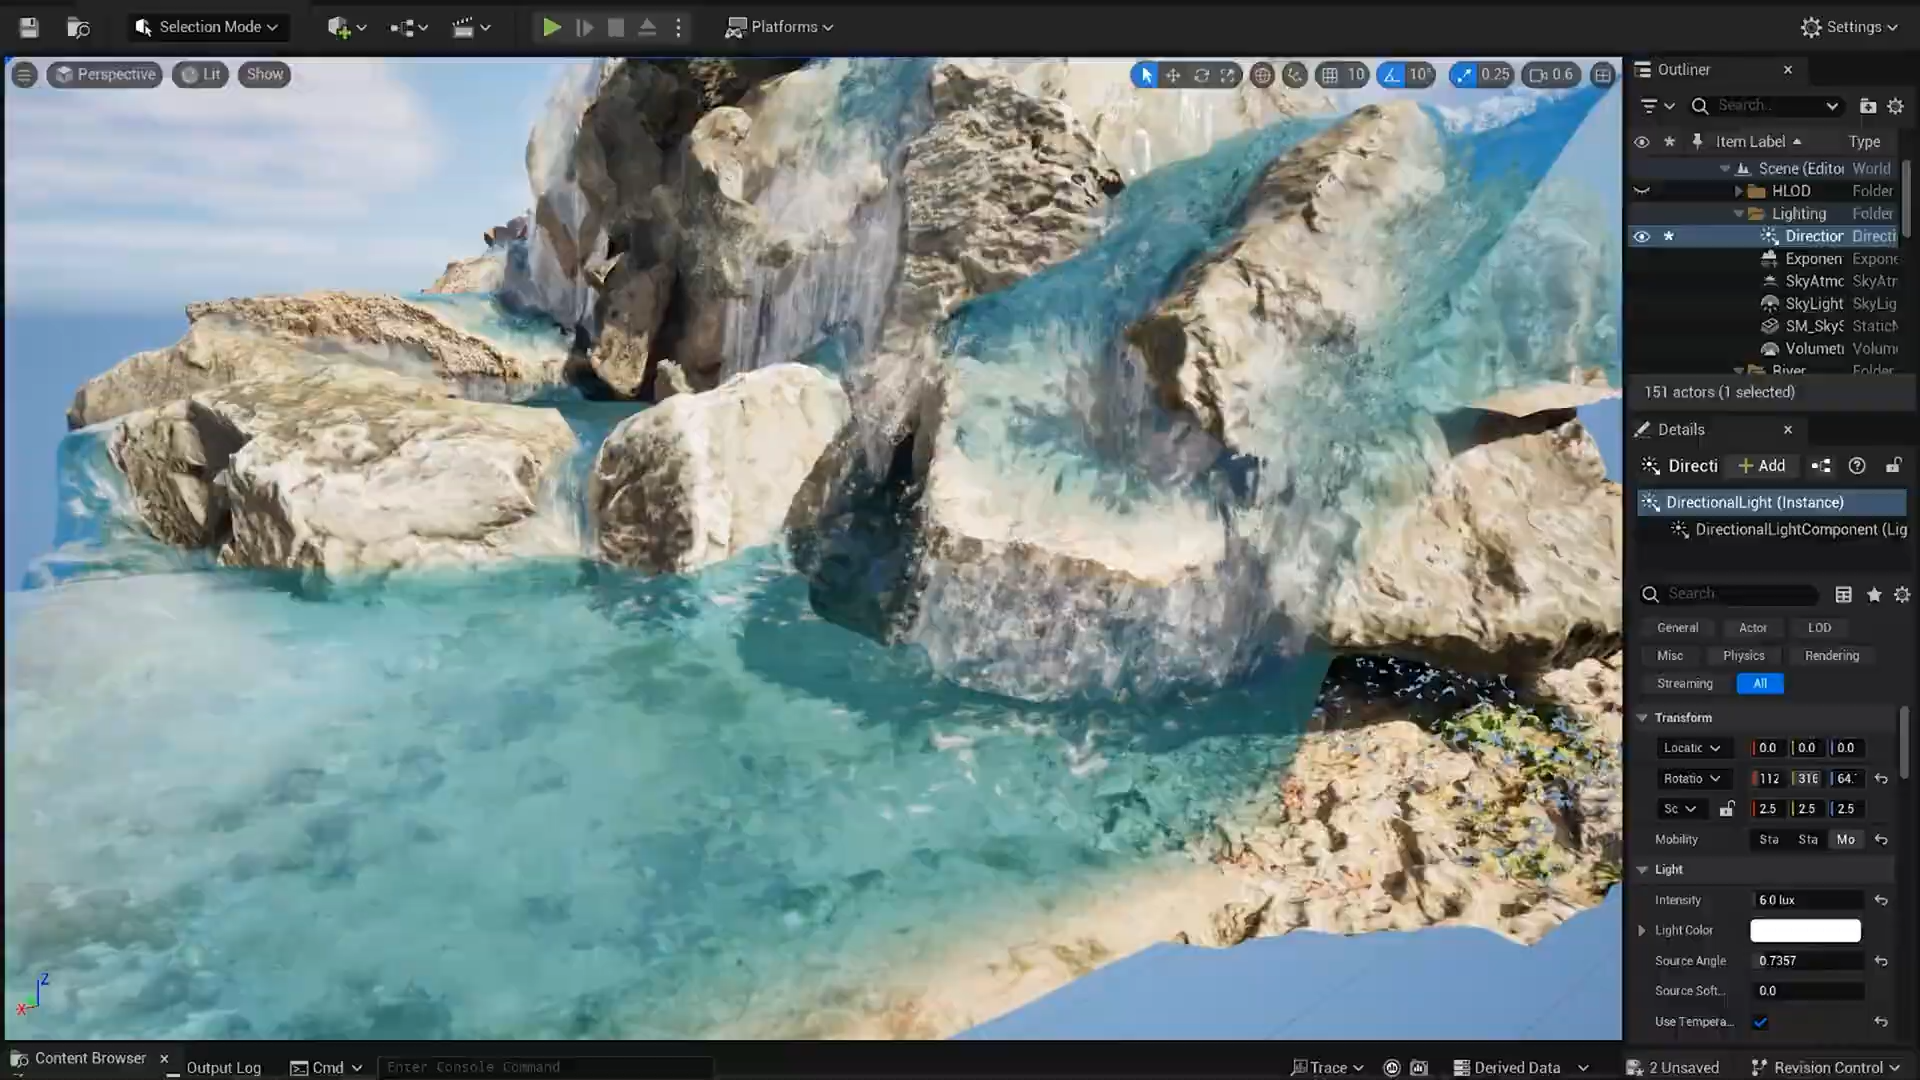 Selection Mode
Platforms
Settings
Perspective
Lit
Show
10
10°
0.25
0.6
Outliner
Search..
Item Label
Type
Scene (Editor
World
HLOD
Folder
Lighting
Folder
Direction
Directi
Exponen
Expone
SkyAtmo
SkyAtr
SkyLight
SkyLig
SM_SkyS
Volumeti
Volum
River
Folder
151 actors (1 selected)
Details
Directi
Add
DirectionalLight (Instance)
DirectionalLightComponent (Lig
Search
General
Actor
LOD
Misc
Physics
Rendering
Streaming
All
Transform
Locatic
0.0
0.0
0.0
Rotatio
112
316
64.
Sc
2.5
2.5
2.5
Mobility
Sta
Sta
Mo
Light
Intensity
6.0 lux
Light Color
Source Angle
0.7357
Source Soft...
0.0
Use Tempera...
Z
X
Content Browser
Output Log
Cmd
Enter Console Command
Trace
Derived Data
2 Unsaved
Revision Control